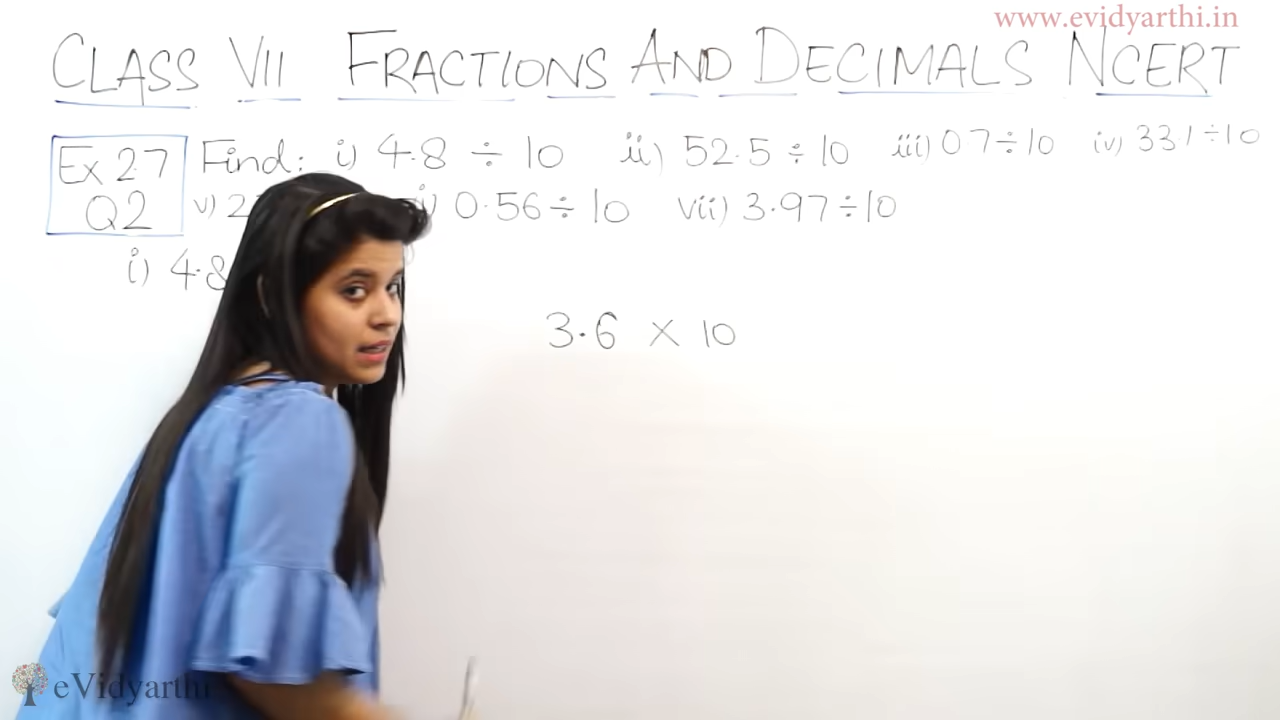 www.evidyarthi.in
CLASS VII FRACTIONS AND DECIMALS NCERT
Ex 2.7 Find: i) 4.8 ÷ 10 ii) 52.5 ÷ 10 iii) 0 7 ÷ 10 iv) 33.1 ÷ 10
Q2 v) 2 0.56 ÷ 10 vii) 3.97 ÷ 10
i) 4.8
3.6 × 10
eVidyarthi